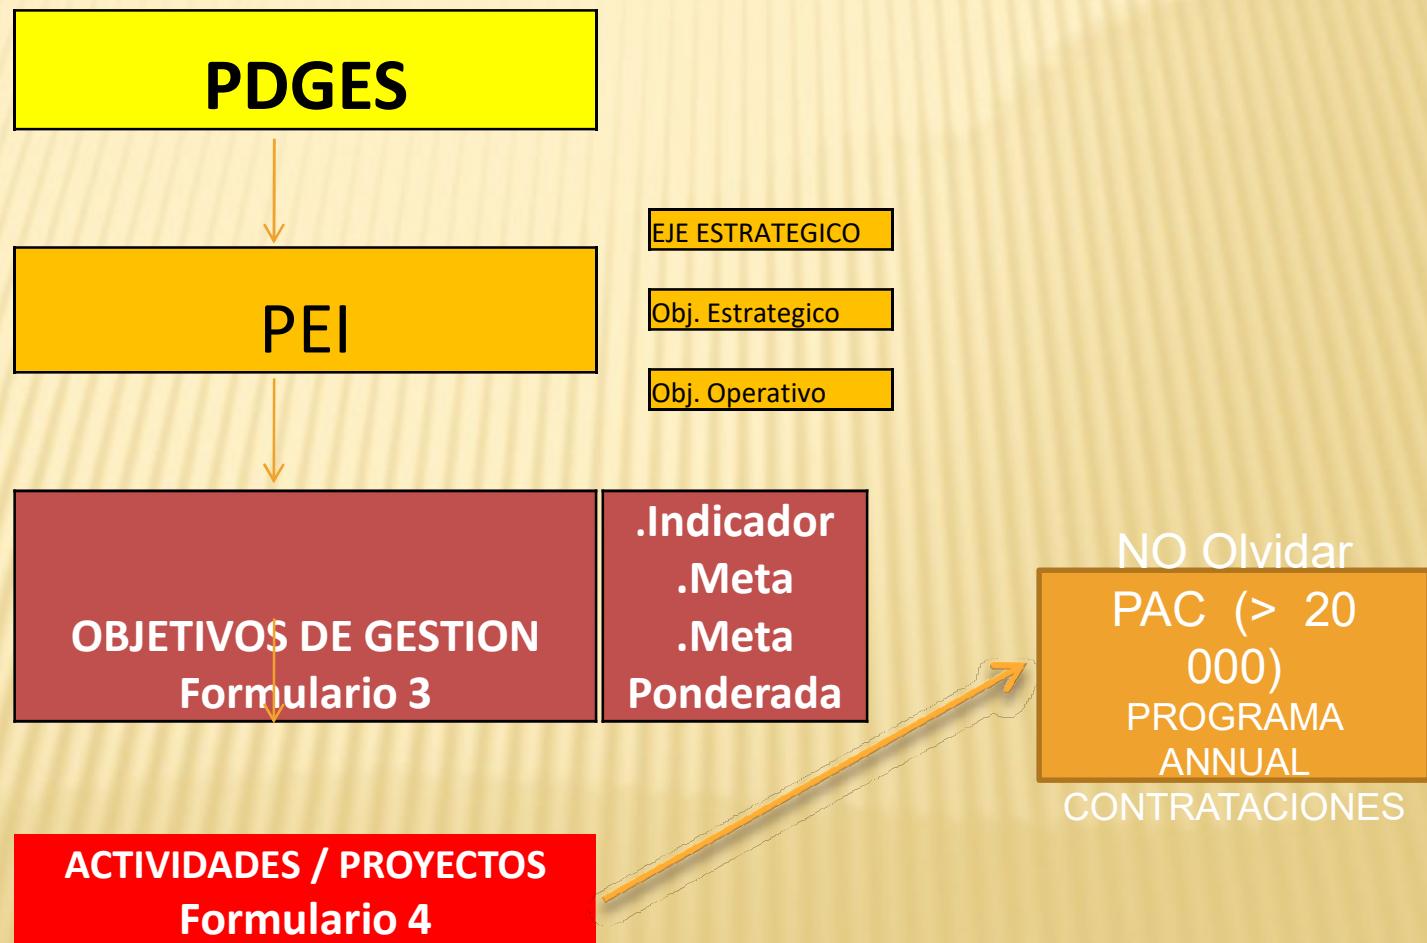 PDGES
EJE ESTRATEGICO
PEI
Obj. Estrategico
Obj. Operativo
OBJETIVOS DE GESTION
Formulario 3
.Indicador
.Meta
.Meta
Ponderada
NO Olvidar
PAC (> 20
000)
PROGRAMA
ANNUAL
CONTRATACIONES
ACTIVIDADES / PROYECTOS
Formulario 4